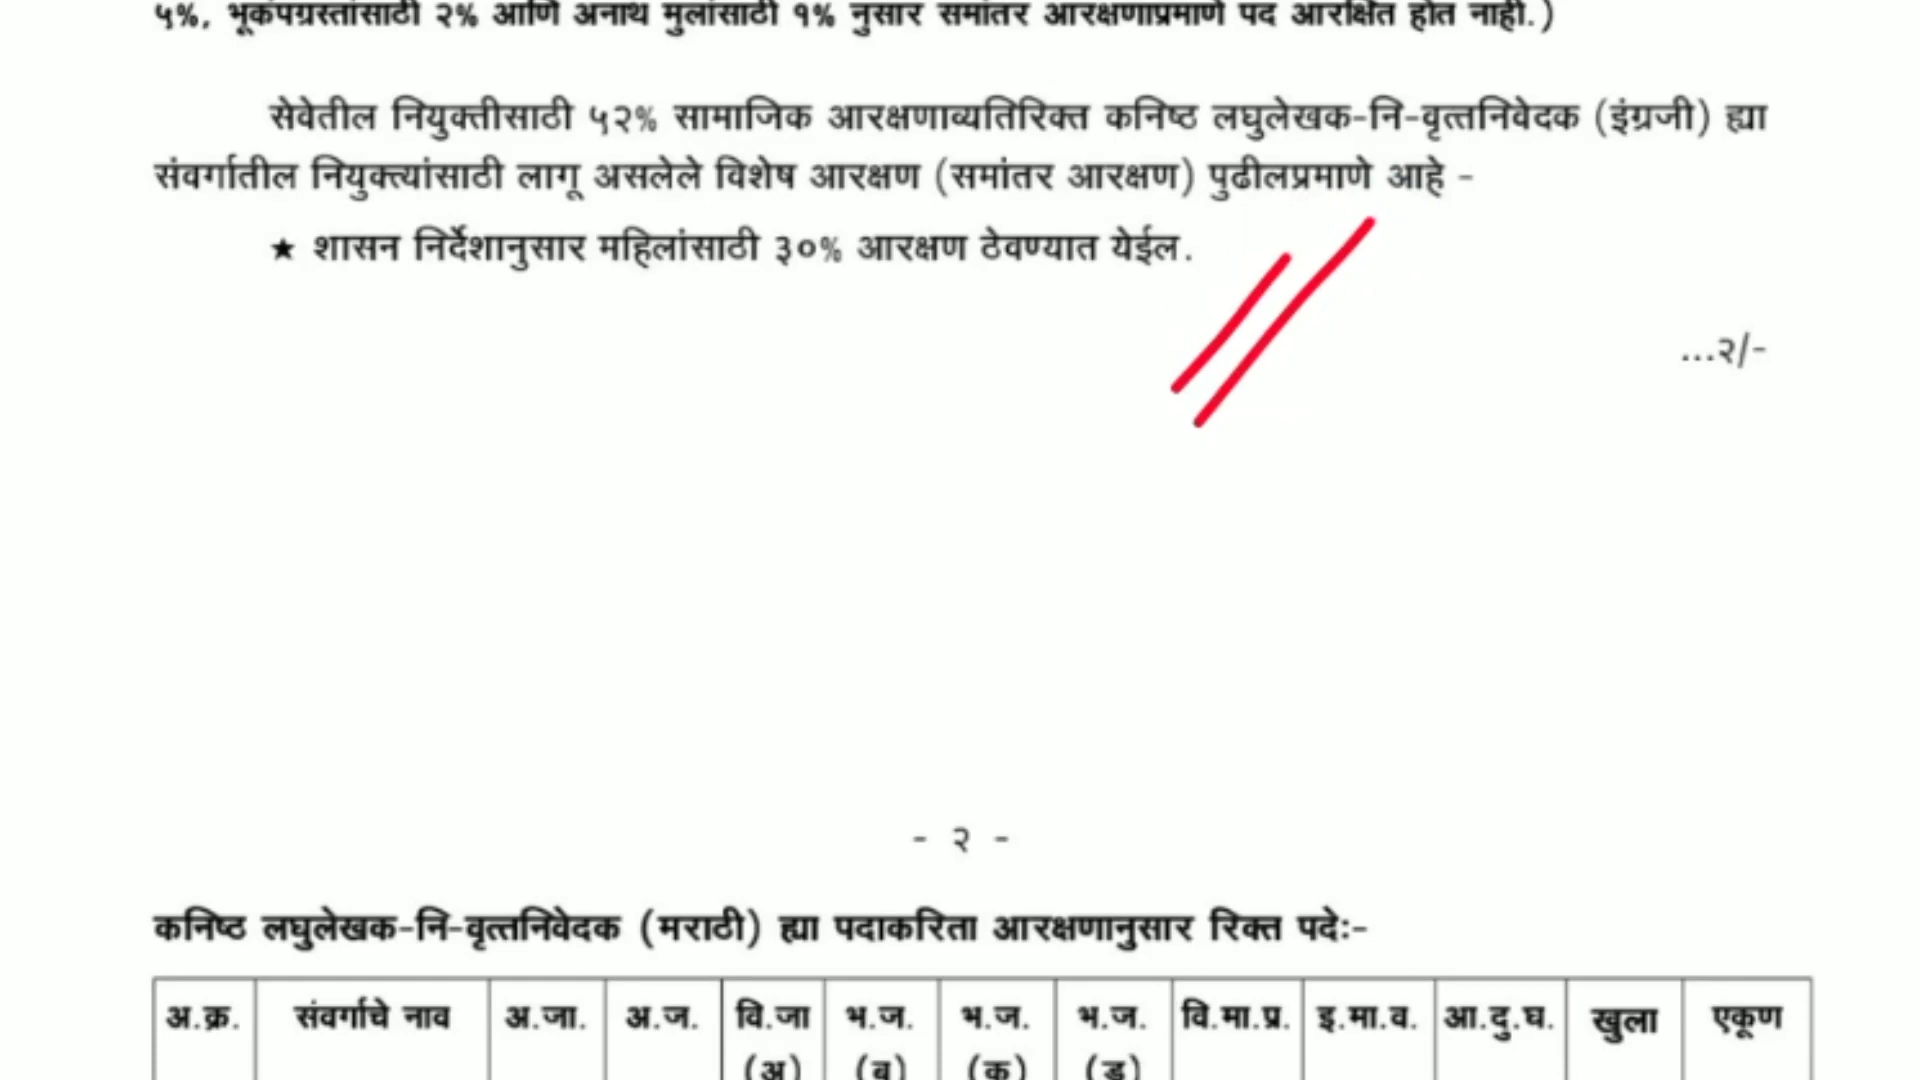 ५%, भूकंपग्रस्तांसाठी २% आणि अनाथ मुलांसाठी १% नुसार समांतर आरक्षणाप्रमाणे पद आरक्षित होत नाही.)
सेवेतील नियुक्तीसाठी ५२% सामाजिक आरक्षणाव्यतिरिक्त कनिष्ठ लघुलेखक-नि-वृत्तनिवेदक (इंग्रजी) ह्या
संवर्गातील नियुक्त्यांसाठी लागू असलेले विशेष आरक्षण (समांतर आरक्षण) पुढीलप्रमाणे आहे -
★ शासन निर्देशानुसार महिलांसाठी ३०% आरक्षण ठेवण्यात येईल.
...२/-
- २ -
कनिष्ठ लघुलेखक-नि-वृत्तनिवेदक (मराठी) ह्या पदाकरिता आरक्षणानुसार रिक्त पदेः-
अ.क्र. संवर्गाचे नाव अ.जा. अ.ज. वि.जा भ.ज. भ.ज. भ.ज. वि.मा.प्र. इ.मा.व. आ.दु.घ. खुला एकूण
(अ) (ब) (क) (ड)